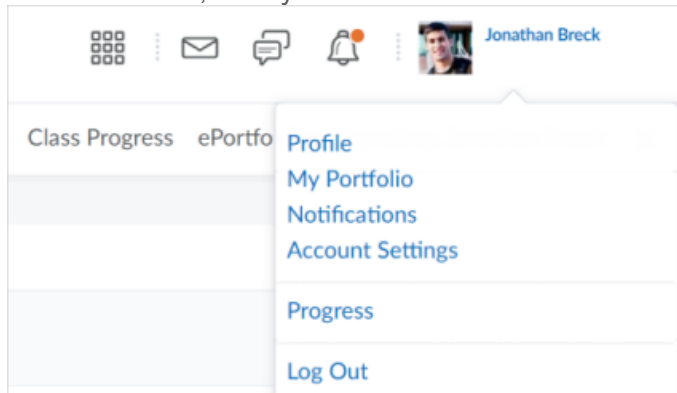 Jonathan Breck
Class Progress ePortfo
Profile
My Portfolio
Notifications
Account Settings
Progress
Log Out